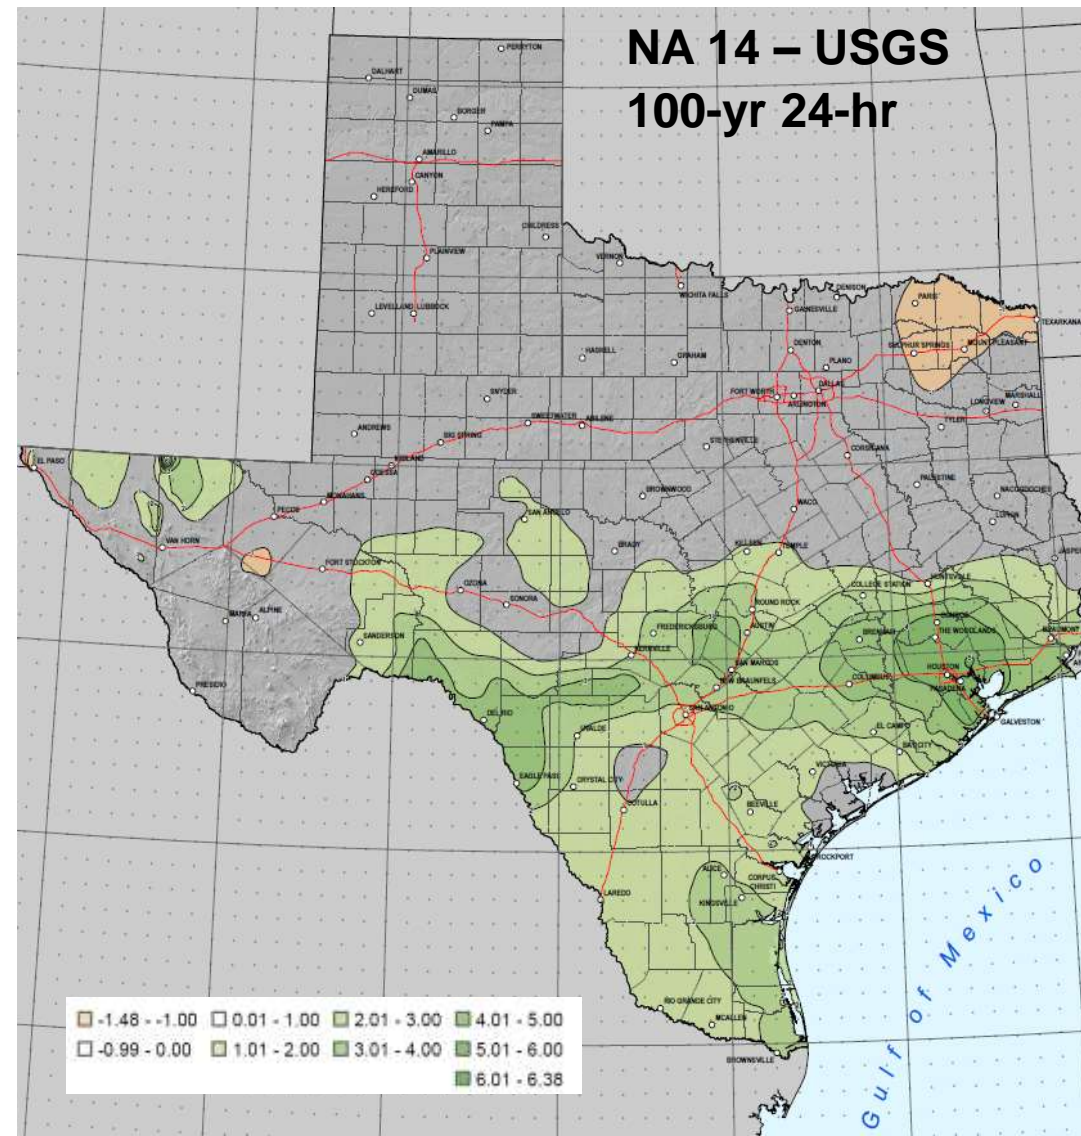 NA 14 – USGS
100-yr 24-hr
PERRYTON
DALHART
DUMAS
BORGER
PAMPA
AMARILLO
CANYON
HEREFORD
CHILDRESS
PLAINVIEW
VERNON
WICHITA FALLS
LEVELLAND LUBBOCK
DENISON
GAINESVILLE
PARIS
TEXARKANA
DENTON
SULPHUR SPRINGS
MOUNT PLEASANT
HASKELL
GRAHAM
PLANO
DALLAS
FORT WORTH
ARLINGTON
SNYDER
MARSHALL
LONGVIEW
SWEETWATER
ABILENE
TYLER
ANDREWS
BIG SPRING
STEPHENVILLE
CORSICANA
EL PASO
MIDLAND
ODESSA
PALESTINE
MONAHANS
BROWNWOOD
NACOGDOCHES
PECOS
SAN ANGELO
WACO
LUFKIN
VAN HORN
BRADY
KILLEEN
TEMPLE
JASPER
FORT STOCKTON
OZONA
SONORA
COLLEGE STATION
HUNTSVILLE
MARFA
ALPINE
ROUND ROCK
CONROE
SANDERSON
FREDERICKSBURG
AUSTIN
BRENHAM
THE WOODLANDS
BEAUMONT
KERRVILLE
SAN MARCOS
HOUSTON
PRESIDIO
NEW BRAUNFELS
COLUMBUS
PASADENA
DEL RIO
SAN ANTONIO
GALVESTON
UVALDE
EL CAMPO
BAY CITY
EAGLE PASS
CRYSTAL CITY
VICTORIA
COTULLA
BEEVILLE
ROCKPORT
ALICE
CORPUS
CHRISTI
LAREDO
KINGSVILLE
Gulf of Mexico
RIO GRANDE CITY
MCALLEN
BROWNSVILLE
-1.48 - -1.00 0.01 - 1.00 2.01 - 3.00 4.01 - 5.00
-0.99 - 0.00 1.01 - 2.00 3.01 - 4.00 5.01 - 6.00
6.01 - 6.38